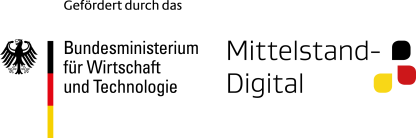 Gefördert durch das
Bundesministerium
für Wirtschaft
und Technologie
Mittelstand-
Digital